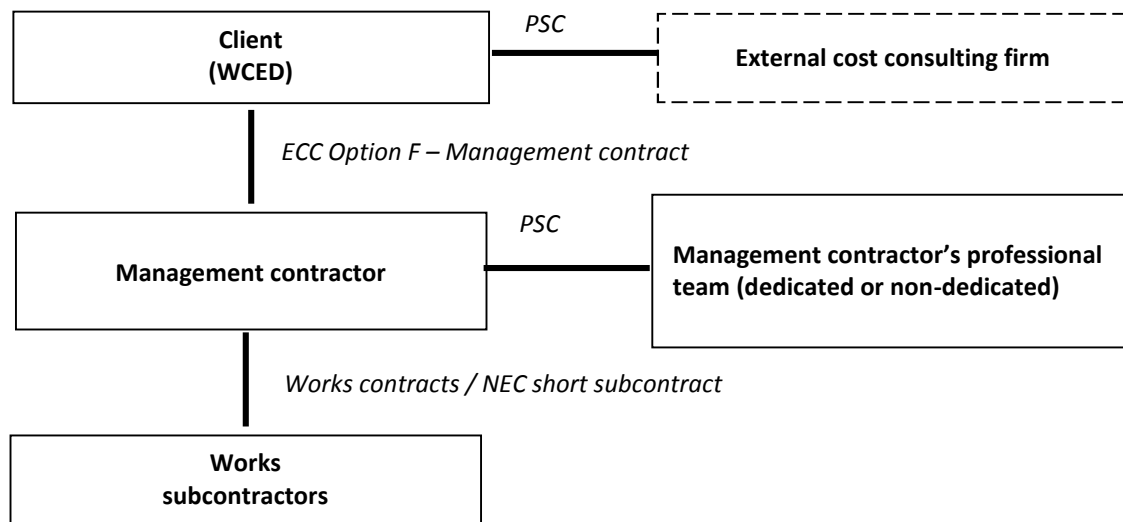 PSC
Client
(WCED)
External cost consulting firm
ECC Option F – Management contract
PSC
Management contractor
Management contractor’s professional
team (dedicated or non-dedicated)
Works contracts / NEC short subcontract
Works
subcontractors